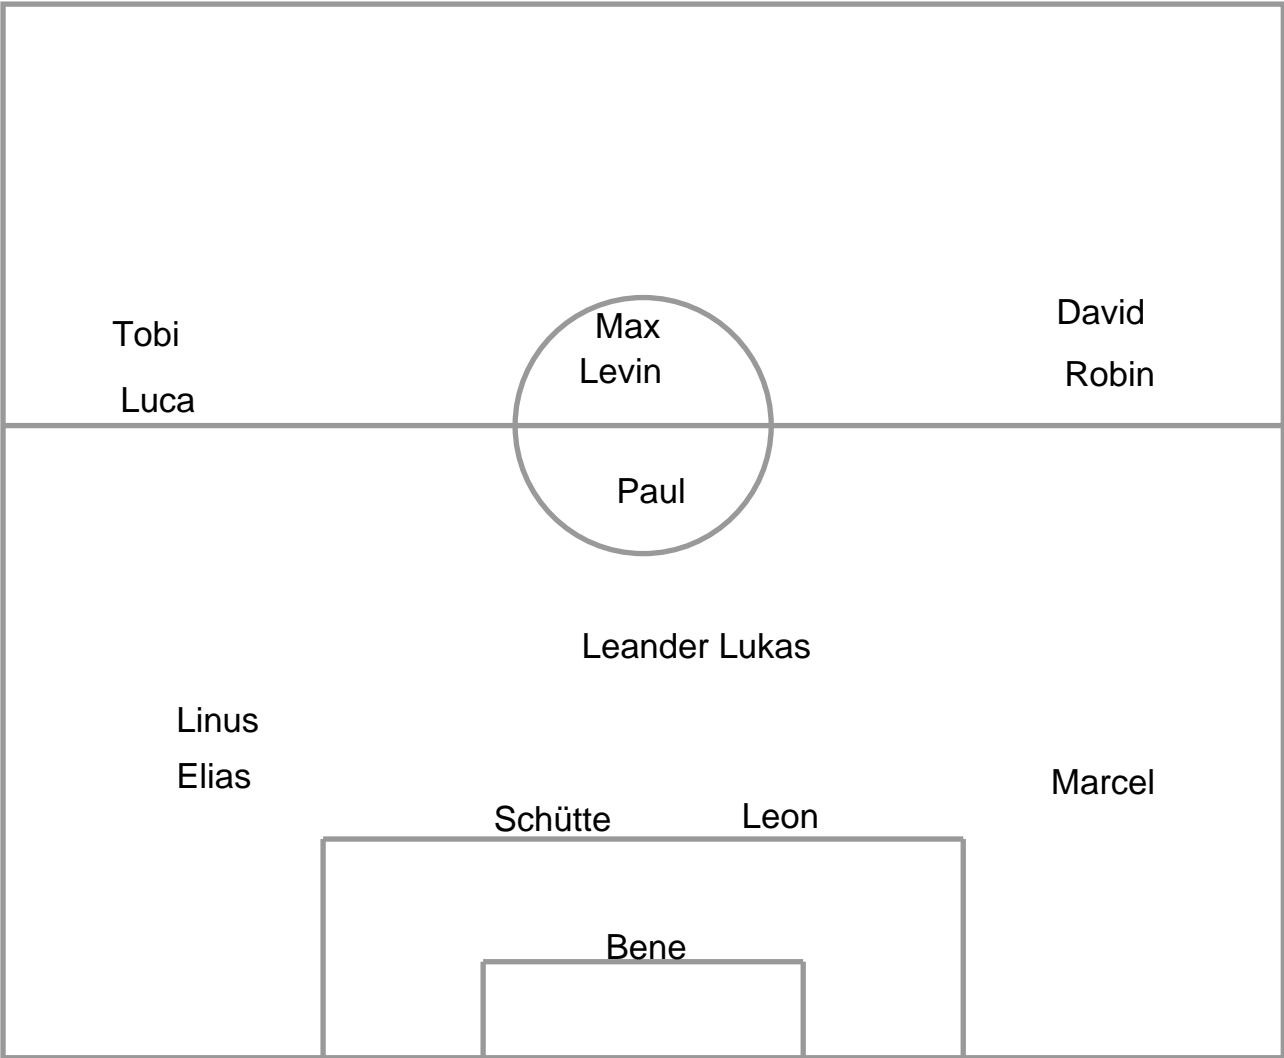 David
Max
Tobi
Levin
Robin
Luca
Paul
Leander Lukas
Linus
Elias
Marcel
Schütte
Leon
Bene